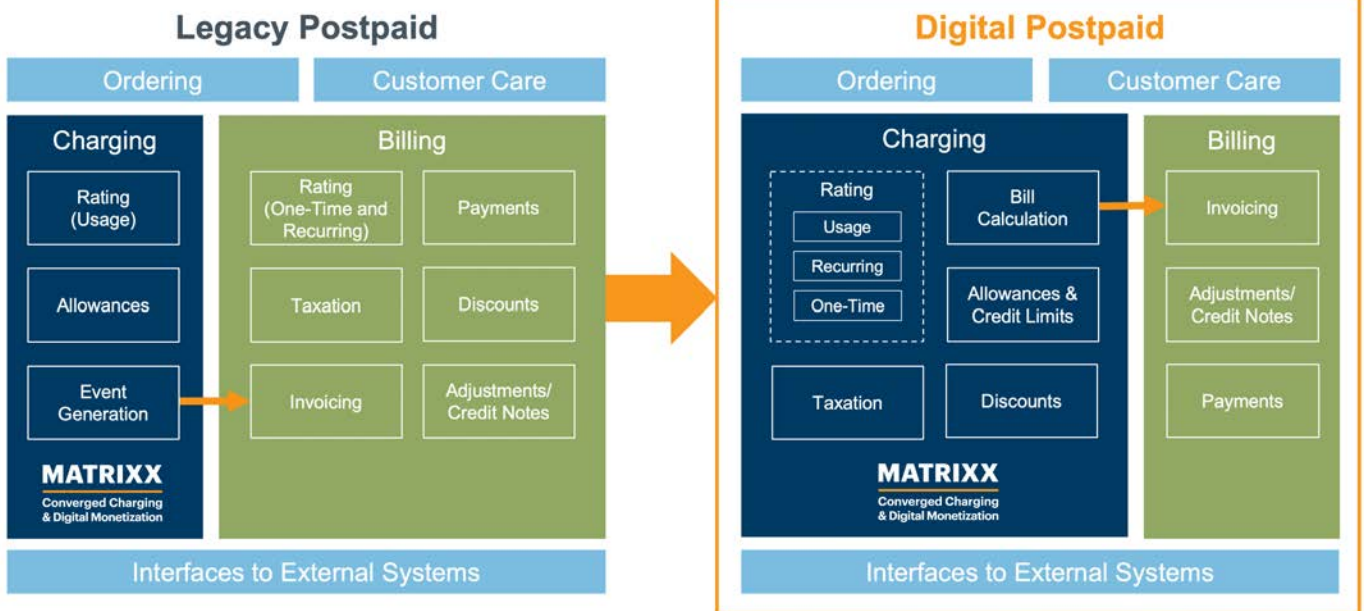 Legacy Postpaid
Ordering
Customer Care
Charging
Rating
(Usage)
Allowances
Event
Generation
MATRIXX
Converged Charging
& Digital Monetization
Billing
Rating
(One-Time and
Recurring)
Payments
Taxation
Discounts
Invoicing
Adjustments/
Credit Notes
Interfaces to External Systems
Digital Postpaid
Ordering
Customer Care
Charging
Rating
Usage
Recurring
One-Time
Bill
Calculation
Allowances &
Credit Limits
Taxation
Discounts
MATRIXX
Converged Charging
& Digital Monetization
Billing
Invoicing
Adjustments/
Credit Notes
Payments
Interfaces to External Systems